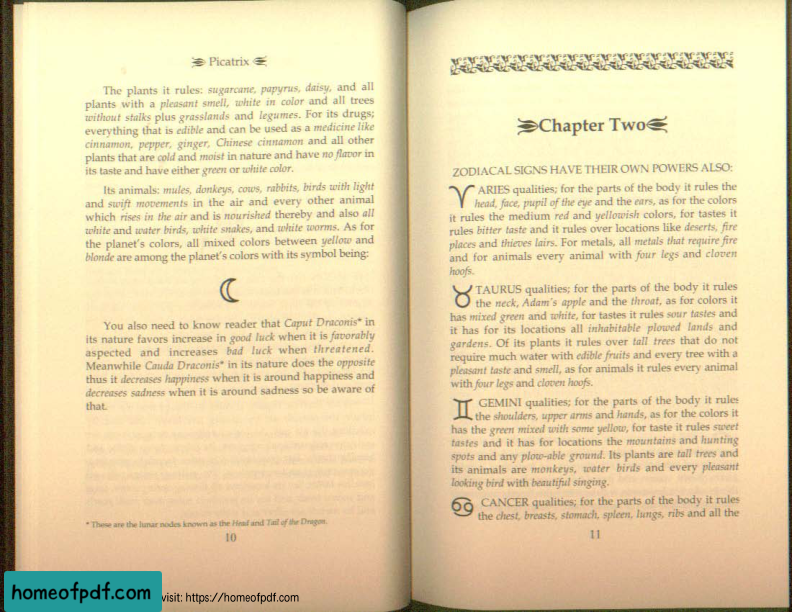 Picatrix
The plants it rules: sugarcane, papyrus, daisy, and all
plants with a pleasant smell, white in color and all trees
without stalks plus grasslands and legumes. For its drugs;
everything that is edible and can be used as a medicine like
cinnamon, pepper, ginger, Chinese cinnamon and all other
plants that are cold and moist in nature and have no flavor in
its taste and have either green or white color.
Its animals: mules, donkeys, cows, rabbits, birds with light
and swift movements in the air and every other animal
which rises in the air and is nourished thereby and also all
white and water birds, white snakes, and white worms. As for
the planet's colors, all mixed colors between yellow and
blonde are among the planet's colors with its symbol being:
☾
You also need to know reader that Caput Draconis* in
its nature favors increase in good luck when it is favorably
aspected and increases bad luck when threatened.
Meanwhile Cauda Draconis* in its nature does the opposite
thus it decreases happiness when it is around happiness and
decreases sadness when it is around sadness so be aware of
that.
* These are the lunar nodes known as the Head and Tail of the Dragon.
10
Chapter Two
ZODIACAL SIGNS HAVE THEIR OWN POWERS ALSO:
♈ ARIES qualities; for the parts of the body it rules the
head, face, pupil of the eye and the ears, as for the colors
it rules the medium red and yellowish colors, for tastes it
rules bitter taste and it rules over locations like deserts, fire
places and thieves lairs. For metals, all metals that require fire
and for animals every animal with four legs and cloven
hoofs.
♉ TAURUS qualities; for the parts of the body it rules
the neck, Adam's apple and the throat, as for colors it
has mixed green and white, for tastes it rules sour tastes and
it has for its locations all inhabitable plowed lands and
gardens. Of its plants it rules over tall trees that do not
require much water with edible fruits and every tree with a
pleasant taste and smell, as for animals it rules every animal
with four legs and cloven hoofs.
♊ GEMINI qualities; for the parts of the body it rules
the shoulders, upper arms and hands, as for the colors it
has the green mixed with some yellow, for taste it rules sweet
tastes and it has for locations the mountains and hunting
spots and any plow-able ground. Its plants are tall trees and
its animals are monkeys, water birds and every pleasant
looking bird with beautiful singing.
♋ CANCER qualities; for the parts of the body it rules
the chest, breasts, stomach, spleen, lungs, ribs and all the
11
homeofpdf.com
visit: https://homeofpdf.com